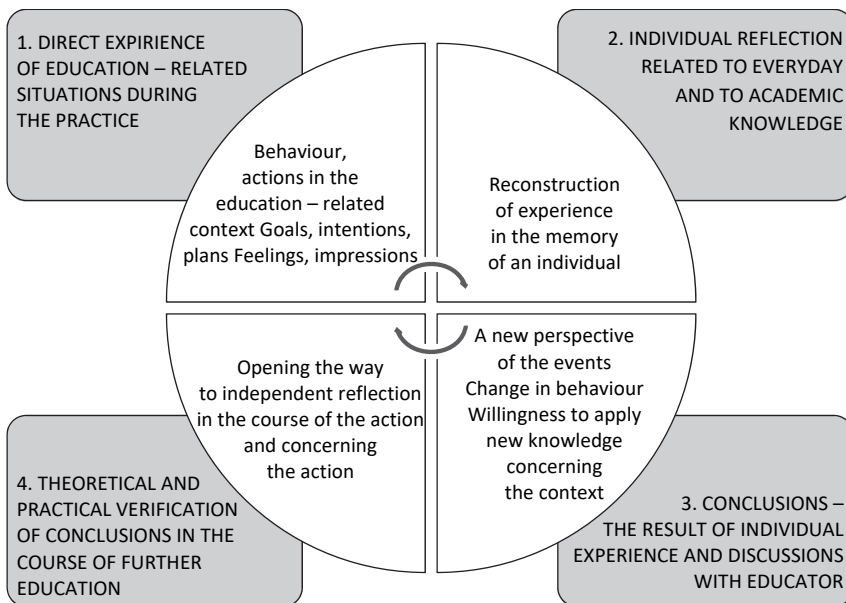 1. DIRECT EXPIRIENCE
OF EDUCATION – RELATED
SITUATIONS DURING
THE PRACTICE
2. INDIVIDUAL REFLECTION
RELATED TO EVERYDAY
AND TO ACADEMIC
KNOWLEDGE
Behaviour,
actions in the
education – related
context Goals, intentions,
plans Feelings, impressions
Reconstruction
of experience
in the memory
of an individual
Opening the way
to independent reflection
in the course of the action
and concerning
the action
A new perspective
of the events
Change in behaviour
Willingness to apply
new knowledge
concerning
the context
4. THEORETICAL AND
PRACTICAL VERIFICATION
OF CONCLUSIONS IN THE
COURSE OF FURTHER
EDUCATION
3. CONCLUSIONS –
THE RESULT OF INDIVIDUAL
EXPERIENCE AND DISCUSSIONS
WITH EDUCATOR